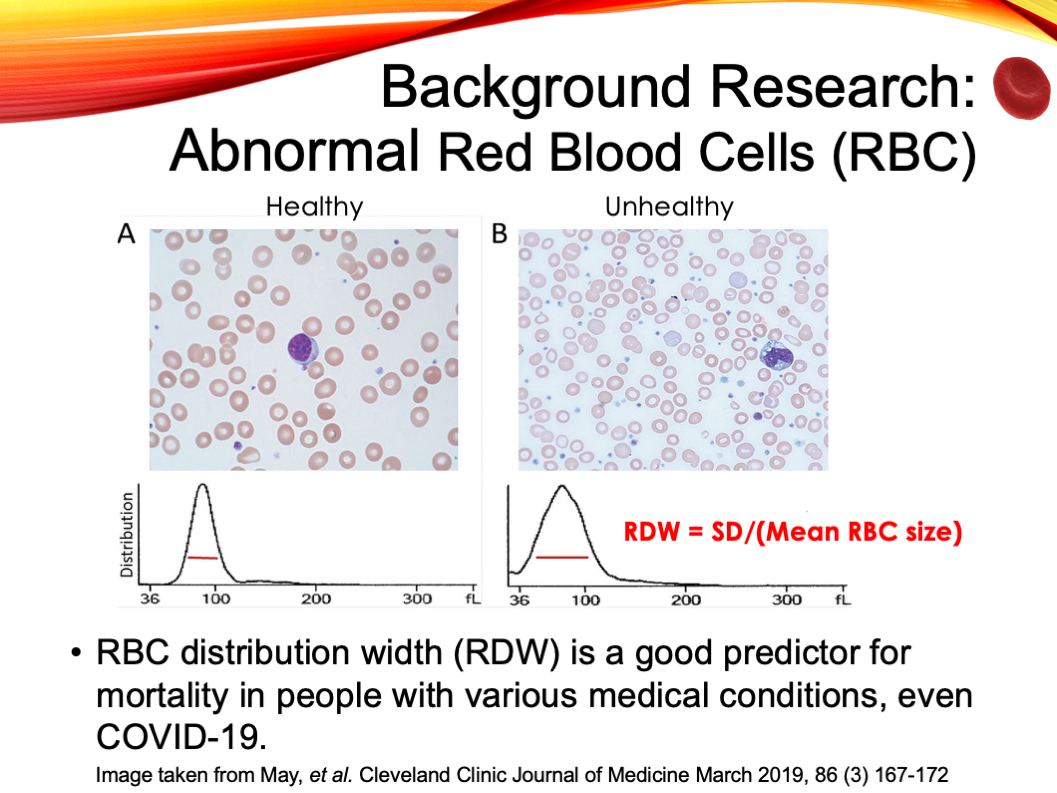 Background Research:
Abnormal Red Blood Cells (RBC)
Healthy
Unhealthy
A
B
Distribution
36 100 200 300 fL
RDW = SD/(Mean RBC size)
36 100 200 300 fL
• RBC distribution width (RDW) is a good predictor for
mortality in people with various medical conditions, even
COVID-19.
Image taken from May, et al. Cleveland Clinic Journal of Medicine March 2019, 86 (3) 167-172